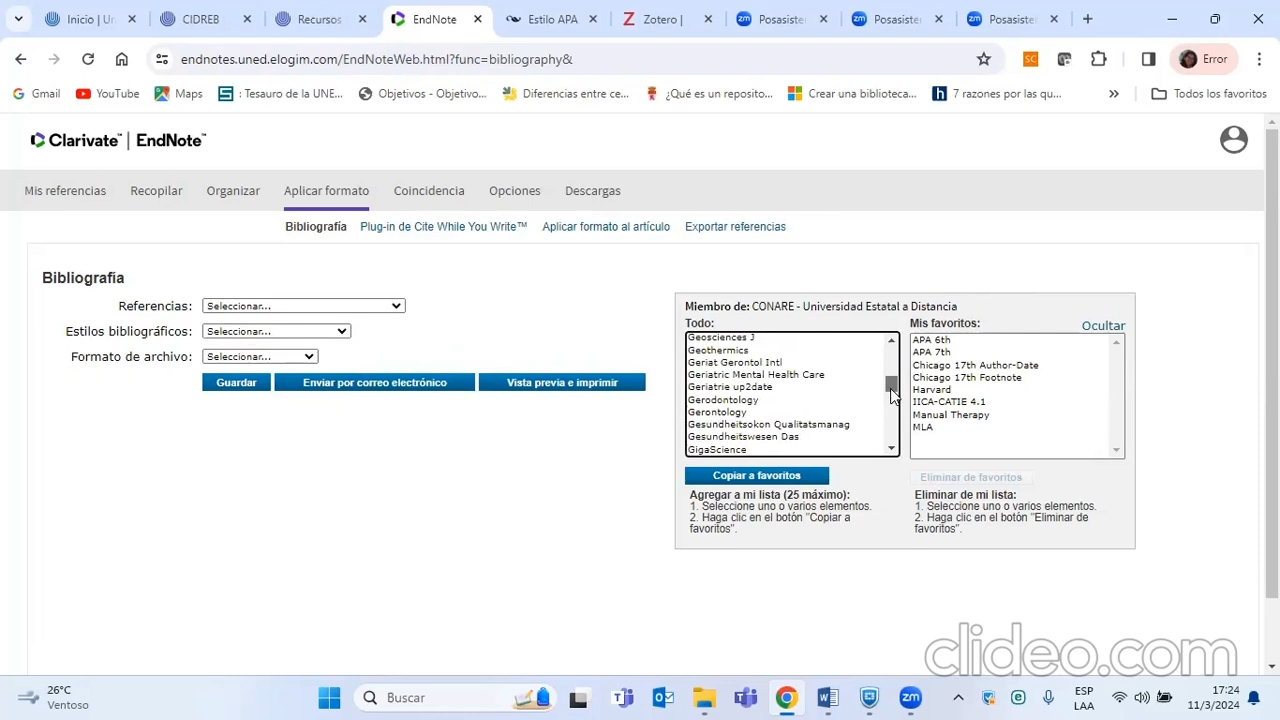 Inicio | Un
CIDREB
Recursos
EndNote
Estilo APA
Zotero |
Posasisten
Posasisten
Posasisten
endnotes.uned.elogim.com/EndNoteWeb.html?func=bibliography&
SC
Error
Gmail
YouTube
Maps
: Tesauro de la UNE...
Objetivos - Objetivo...
Diferencias entre ce...
¿Qué es un reposito...
Crear una biblioteca...
7 razones por las qu...
Todos los favoritos
Clarivate™ | EndNote™
Mis referencias
Recopilar
Organizar
Aplicar formato
Coincidencia
Opciones
Descargas
Bibliografía
Plug-in de Cite While You Write™
Aplicar formato al artículo
Exportar referencias
Bibliografía
Referencias: Seleccionar...
Estilos bibliográficos: Seleccionar...
Formato de archivo: Seleccionar...
Guardar
Enviar por correo electrónico
Vista previa e imprimir
Miembro de: CONARE - Universidad Estatal a Distancia
Todo:
Geosciences J
Geothermics
Geriat Gerontol Intl
Geriatric Mental Health Care
Geriatrie up2date
Gerodontology
Gerontology
Gesundheitsokon Qualitatsmanag
Gesundheitswesen Das
GigaScience
Copiar a favoritos
Agregar a mi lista (25 máximo):
1. Seleccione uno o varios elementos.
2. Haga clic en el botón "Copiar a
favoritos".
Mis favoritos:
Ocultar
APA 6th
APA 7th
Chicago 17th Author-Date
Chicago 17th Footnote
Harvard
IICA-CATIE 4.1
Manual Therapy
MLA
Eliminar de favoritos
Eliminar de mi lista:
1. Seleccione uno o varios elementos.
2. Haga clic en el botón "Eliminar de
favoritos".
clideo.com
26°C
Ventoso
Buscar
ESP
LAA
17:24
11/3/2024